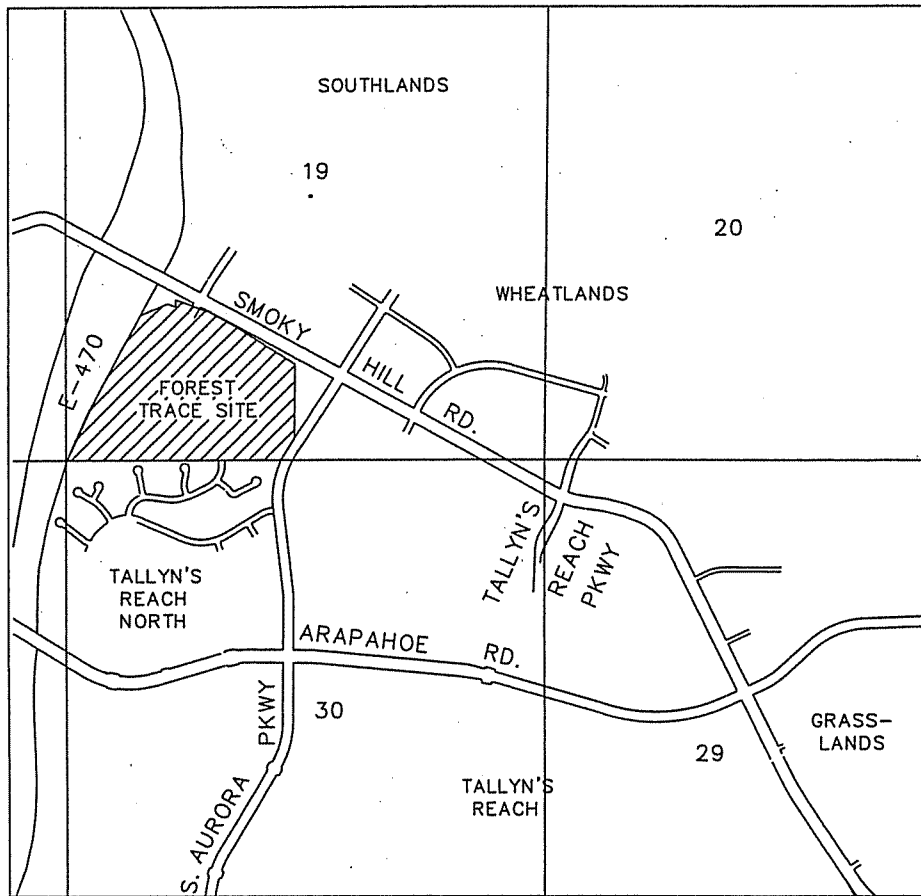 SOUTHLANDS
19
20
WHEATLANDS
SMOKY HILL RD.
E-470
FOREST
TRACE SITE
TALLYN'S
REACH
PKWY
TALLYN'S
REACH
NORTH
ARAPAHOE RD.
30
S. AURORA PKWY
29
GRASS-
LANDS
TALLYN'S
REACH